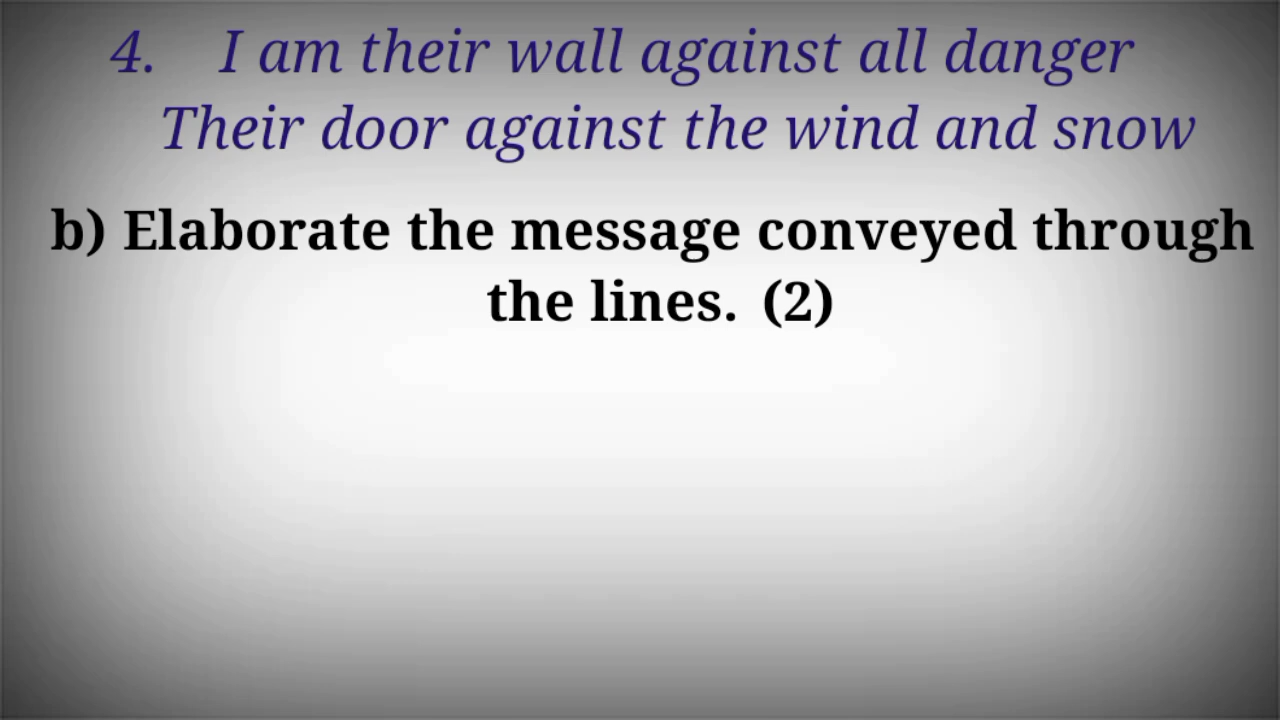 4. I am their wall against all danger
Their door against the wind and snow
b) Elaborate the message conveyed through
the lines. (2)